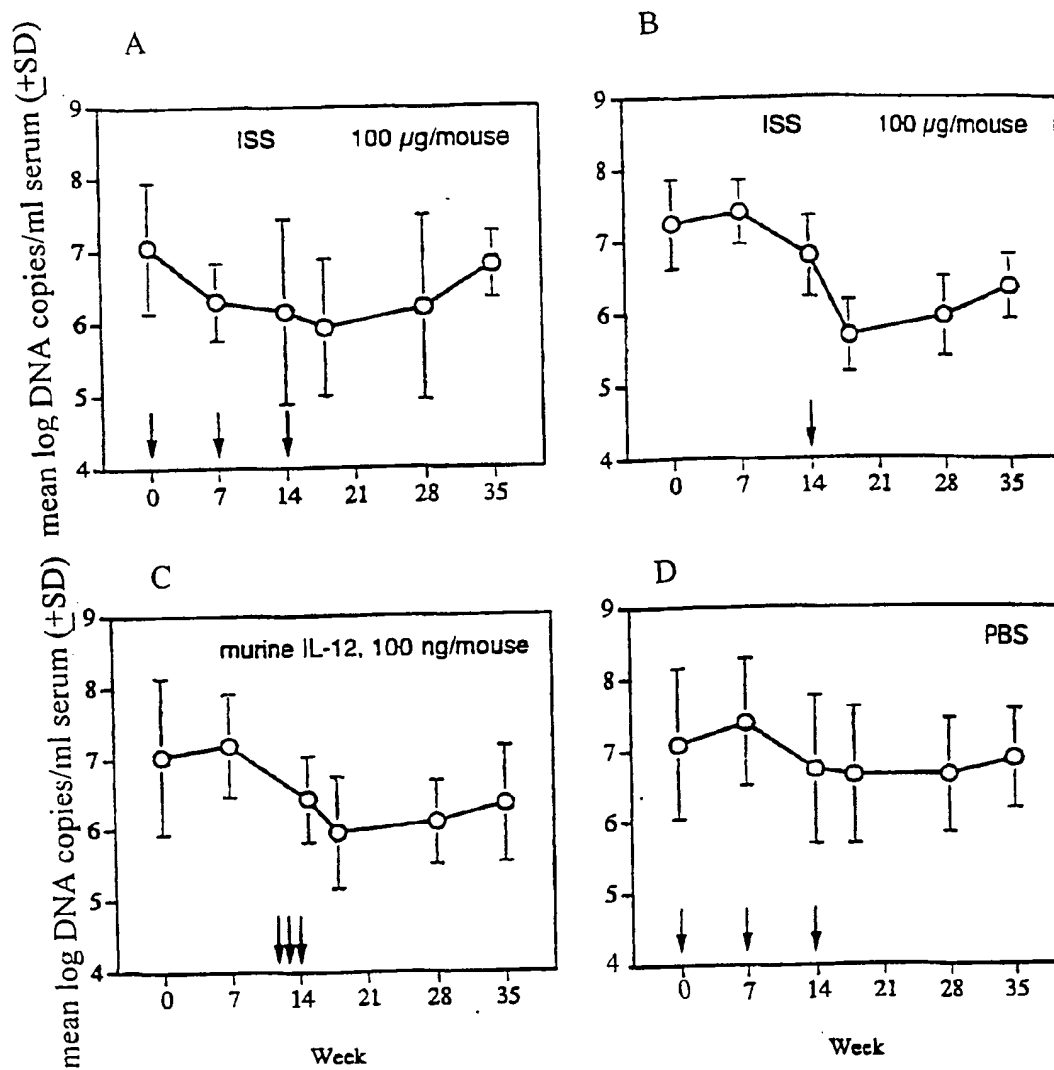 A
mean log DNA copies/ml serum (±SD)
ISS 100 µg/mouse
9
8
7
6
5
4
0 7 14 21 28 35
B
ISS 100 µg/mouse
9
8
7
6
5
4
0 7 14 21 28 35
C
mean log DNA copies/ml serum (±SD)
murine IL-12, 100 ng/mouse
9
8
7
6
5
4
0 7 14 21 28 35
Week
D
PBS
9
8
7
6
5
4
0 7 14 21 28 35
Week